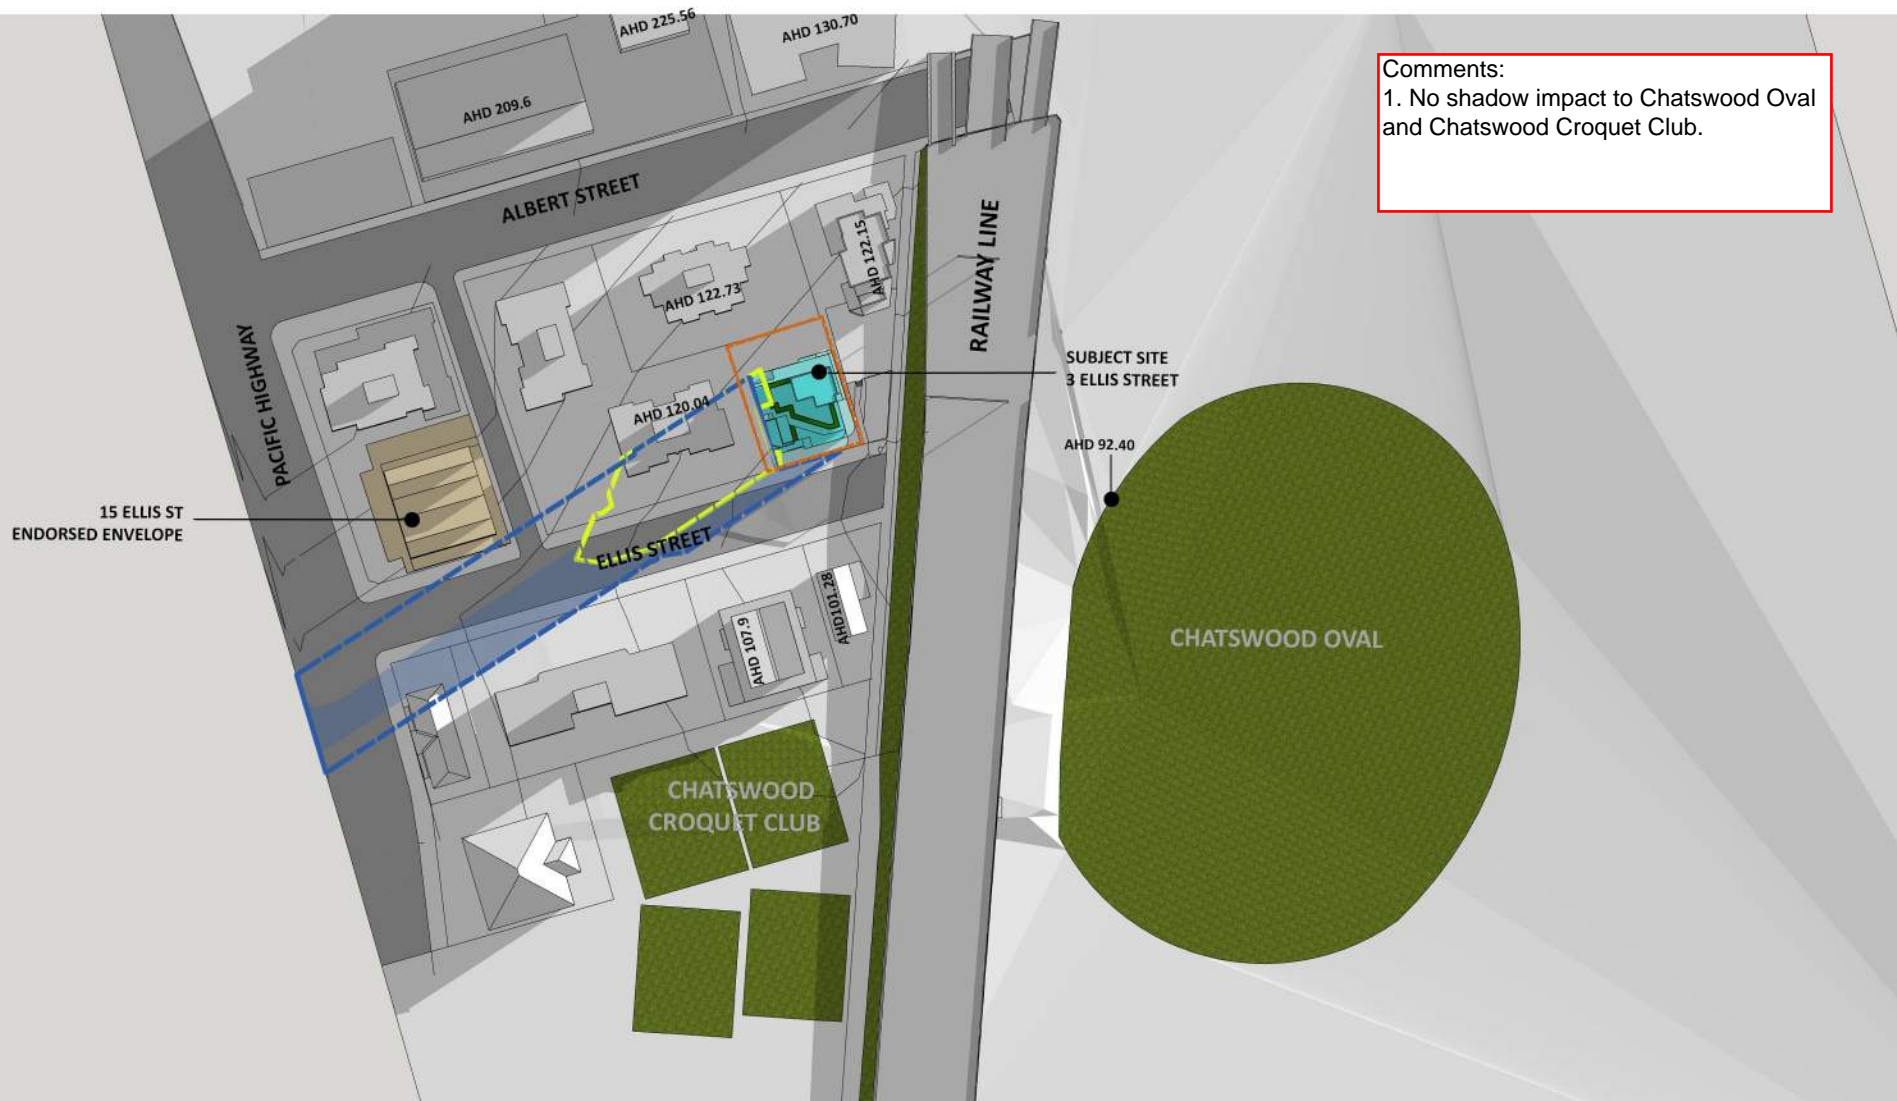 AHD 225.56
AHD 130.70
Comments:
1. No shadow impact to Chatswood Oval
and Chatswood Croquet Club.
AHD 209.6
ALBERT STREET
AHD 122.15
RAILWAY LINE
AHD 122.73
PACIFIC HIGHWAY
SUBJECT SITE
3 ELLIS STREET
AHD 120.04
AHD 92.40
15 ELLIS ST
ENDORSED ENVELOPE
ELLIS STREET
AHD101.28
AHD 107.9
CHATSWOOD OVAL
CHATSWOOD
CROQUET CLUB